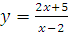 y = (2x+5)/(x−2)